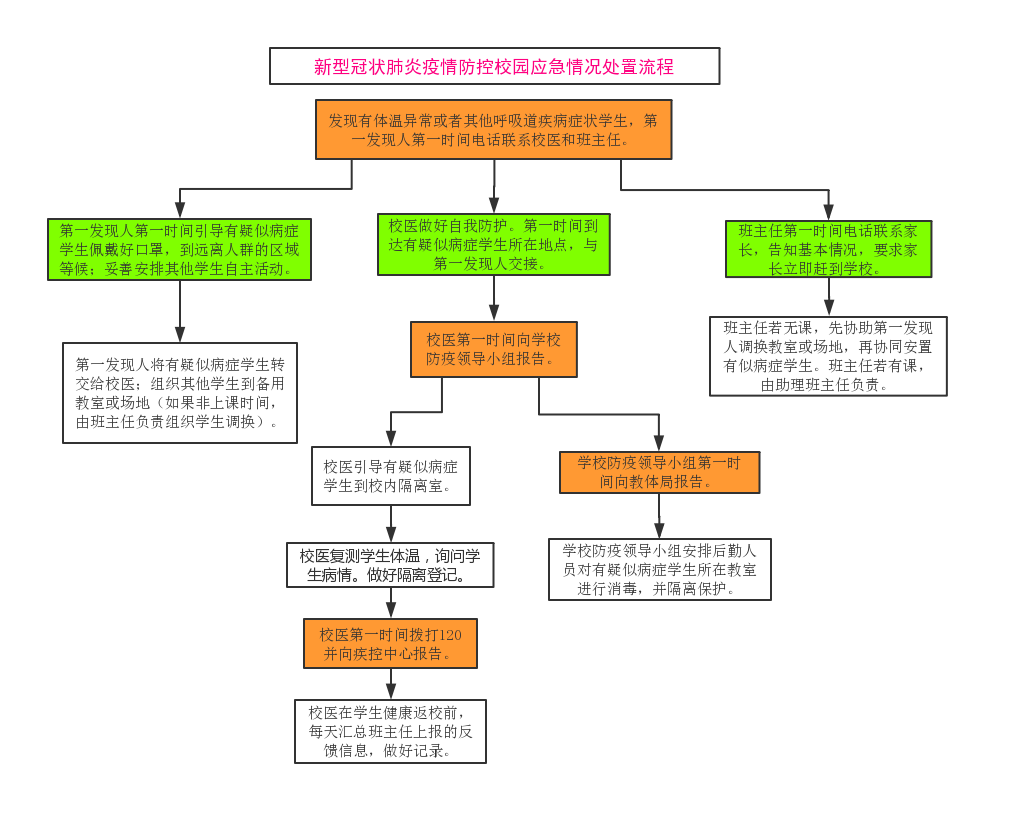 新型冠状肺炎疫情防控校园应急情况处置流程
发现有体温异常或者其他呼吸道疾病症状学生，第
一发现人第一时间电话联系校医和班主任。
第一发现人第一时间引导有疑似病症
学生佩戴好口罩，到远离人群的区域
等候；妥善安排其他学生自主活动。
校医做好自我防护。第一时间到
达有疑似病症学生所在地点，与
第一发现人交接。
班主任第一时间电话联系家
长，告知基本情况，要求家
长立即赶到学校。
第一发现人将有疑似病症学生转
交给校医；组织其他学生到备用
教室或场地（如果非上课时间，
由班主任负责组织学生调换）。
校医第一时间向学校
防疫领导小组报告。
班主任若无课，先协助第一发现
人调换教室或场地，再协同安置
有似病症学生。班主任若有课，
由助理班主任负责。
校医引导有疑似病症
学生到校内隔离室。
学校防疫领导小组第一时
间向教体局报告。
校医复测学生体温，询问学
生病情。做好隔离登记。
学校防疫领导小组安排后勤人
员对有疑似病症学生所在教室
进行消毒，并隔离保护。
校医第一时间拨打120
并向疾控中心报告。
校医在学生健康返校前，
每天汇总班主任上报的反
馈信息，做好记录。